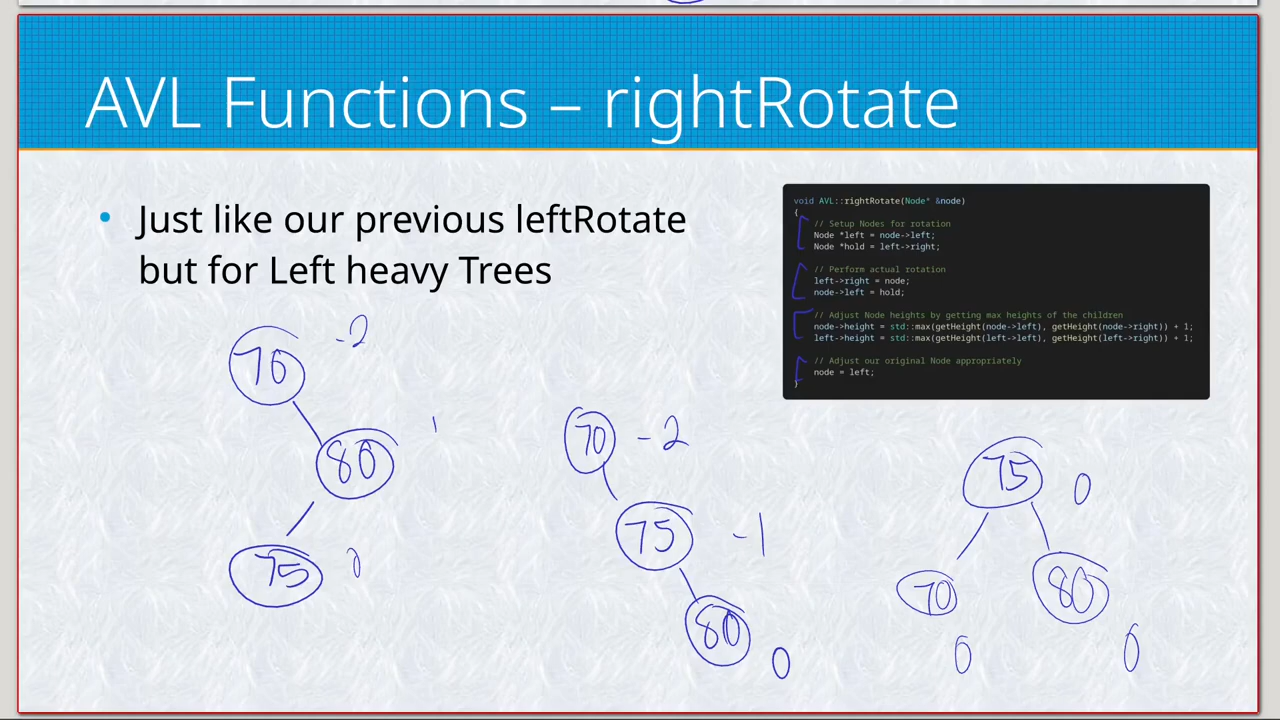 AVL Functions – rightRotate
• Just like our previous leftRotate
but for Left heavy Trees
void AVL::rightRotate(Node* &node)
{
// Setup Nodes for rotation
Node *left = node->left;
Node *hold = left->right;
// Perform actual rotation
left->right = node;
node->left = hold;
// Adjust Node heights by getting max heights of the children
node->height = std::max(getHeight(node->left), getHeight(node->right)) + 1;
left->height = std::max(getHeight(left->left), getHeight(left->right)) + 1;
// Adjust our original Node appropriately
node = left;
}
70 -2
80 1
75 0
70 -2
75 -1
80 0
75 0
70 80
0 0